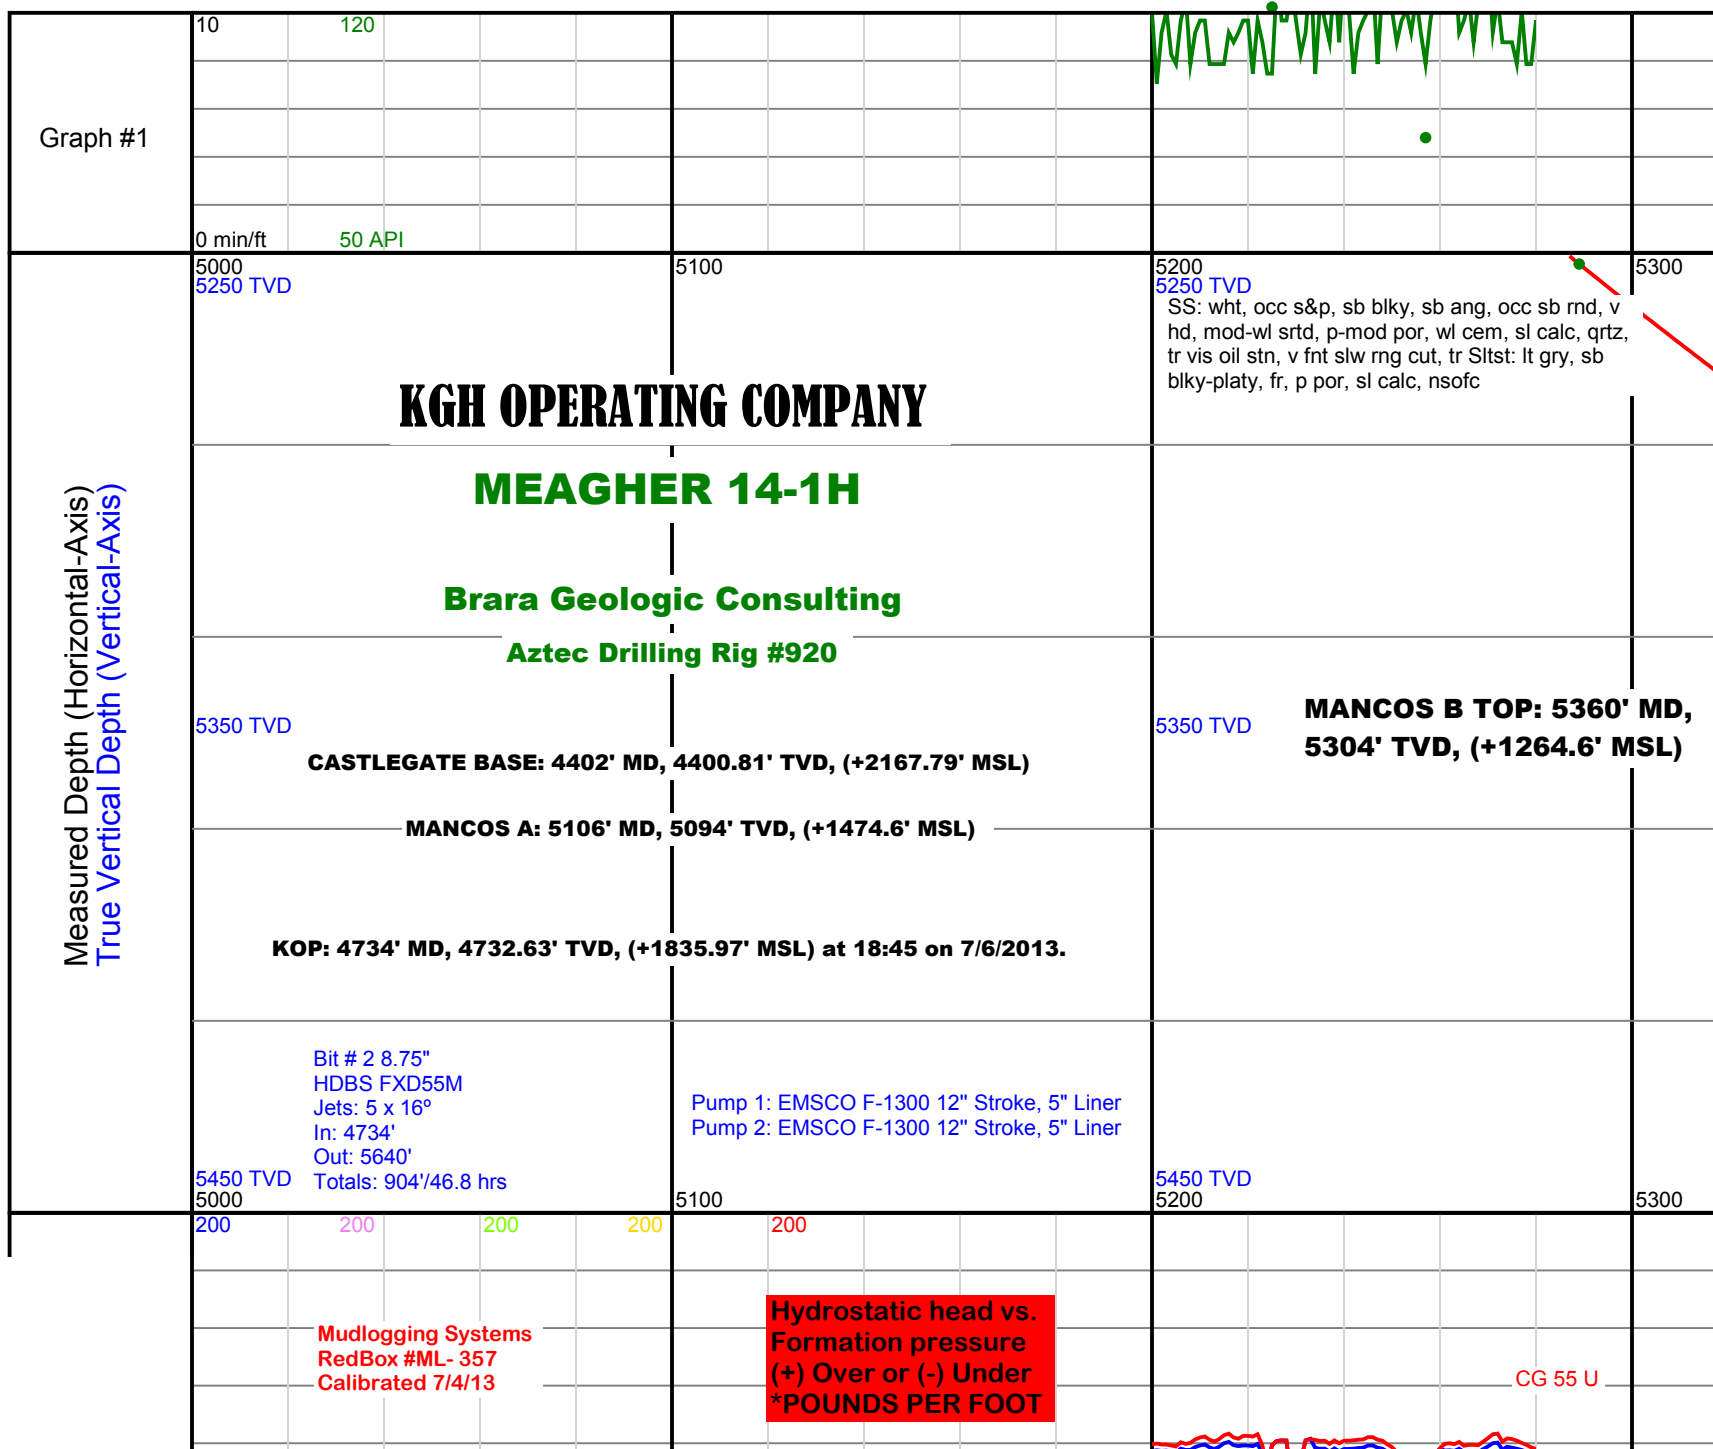 10
120
Graph #1
0 min/ft
50 API
5000
5100
5200
5300
5250 TVD
5250 TVD
SS: wht, occ s&p, sb blky, sb ang, occ sb rnd, v
hd, mod-wl srtd, p-mod por, wl cem, sl calc, qrtz,
tr vis oil stn, v fnt slw rng cut, tr Sltst: lt gry, sb
blky-platy, fr, p por, sl calc, nsofc
KGH OPERATING COMPANY
MEAGHER 14-1H
Brara Geologic Consulting
Aztec Drilling Rig #920
Measured Depth (Horizontal-Axis)
True Vertical Depth (Vertical-Axis)
5350 TVD
5350 TVD
MANCOS B TOP: 5360' MD,
5304' TVD, (+1264.6' MSL)
CASTLEGATE BASE: 4402' MD, 4400.81' TVD, (+2167.79' MSL)
MANCOS A: 5106' MD, 5094' TVD, (+1474.6' MSL)
KOP: 4734' MD, 4732.63' TVD, (+1835.97' MSL) at 18:45 on 7/6/2013.
Bit # 2 8.75"
HDBS FXD55M
Jets: 5 x 16º
In: 4734'
Out: 5640'
Totals: 904'/46.8 hrs
Pump 1: EMSCO F-1300 12" Stroke, 5" Liner
Pump 2: EMSCO F-1300 12" Stroke, 5" Liner
5450 TVD
5450 TVD
5000
5100
5200
5300
200
200
200
200
200
Mudlogging Systems
RedBox #ML- 357
Calibrated 7/4/13
Hydrostatic head vs.
Formation pressure
(+) Over or (-) Under
*POUNDS PER FOOT
CG 55 U